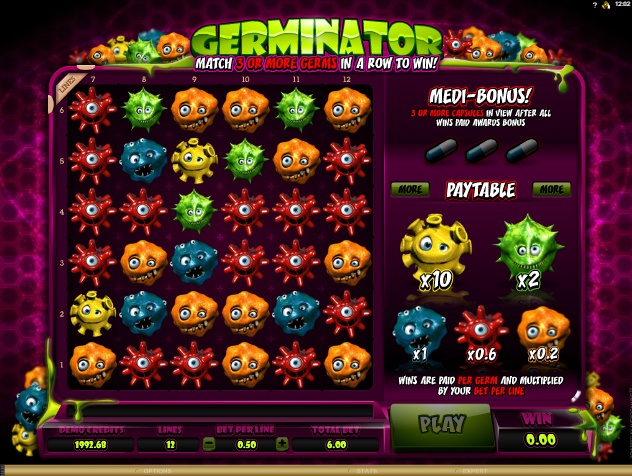 ? 12:02
GERMINATOR
MATCH 3 OR MORE GERMS IN A ROW TO WIN!
LINES
7 8 9 10 11 12
6
5
4
3
2
1
MEDI-BONUS!
3 OR MORE CAPSULES IN VIEW AFTER ALL
WINS PAID AWARDS BONUS
MORE PAYTABLE MORE
x10 x2
x1 x0.6 x0.2
WINS ARE PAID PER GERM AND MULTIPLIED
BY YOUR BET PER LINE
DEMO CREDITS LINES BET PER LINE TOTAL BET
1992.68 12 - 0.50 + 6.00
PLAY
WIN
0.00
OPTIONS STATS EXPERT